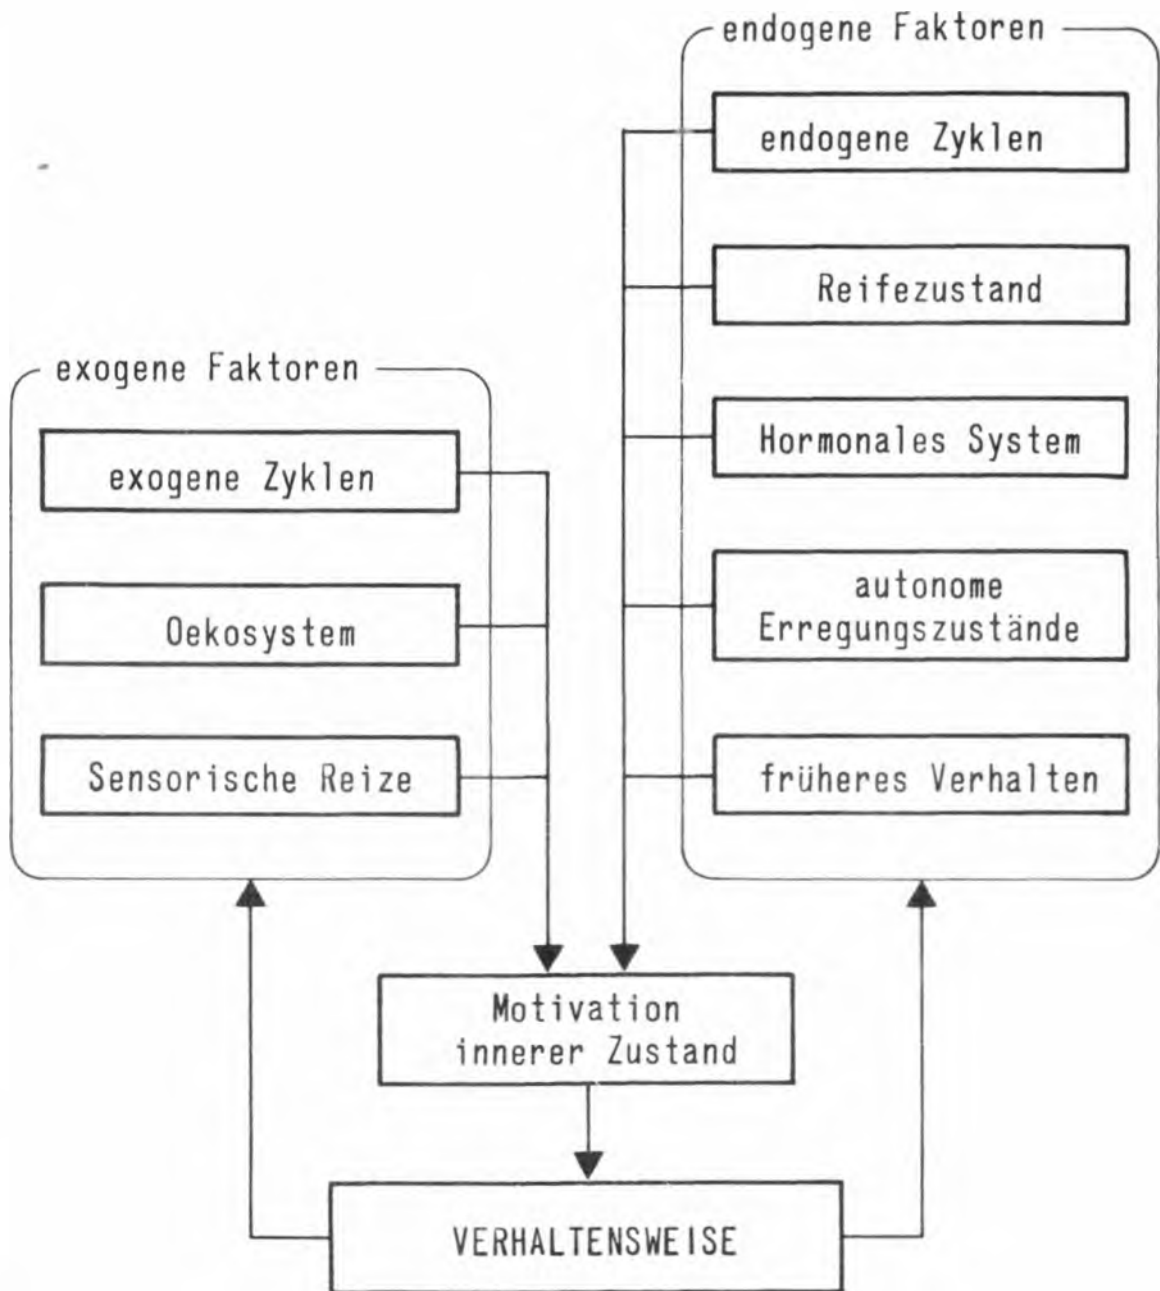 endogene Faktoren
endogene Zyklen
Reifezustand
Hormonales System
autonome
Erregungszustände
früheres Verhalten
exogene Faktoren
exogene Zyklen
Oekosystem
Sensorische Reize
Motivation
innerer Zustand
VERHALTENSWEISE